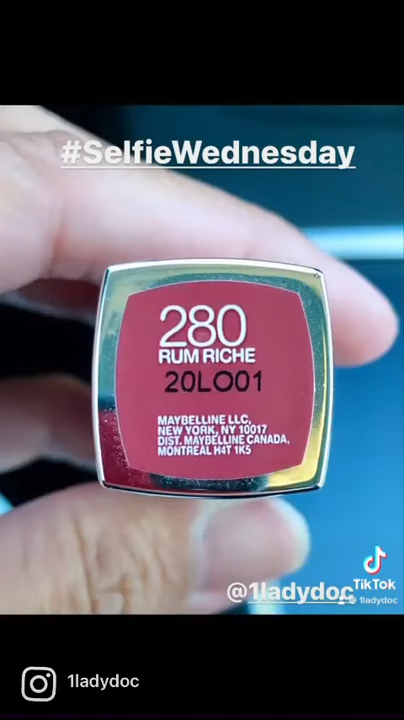 #SelfieWednesday
280
RUM RICHE
20LO01
MAYBELLINE LLC,
NEW YORK, NY 10017
DIST. MAYBELLINE CANADA,
MONTREAL H4T 1K5
@1ladydoc
TikTok
1ladydoc
1ladydoc